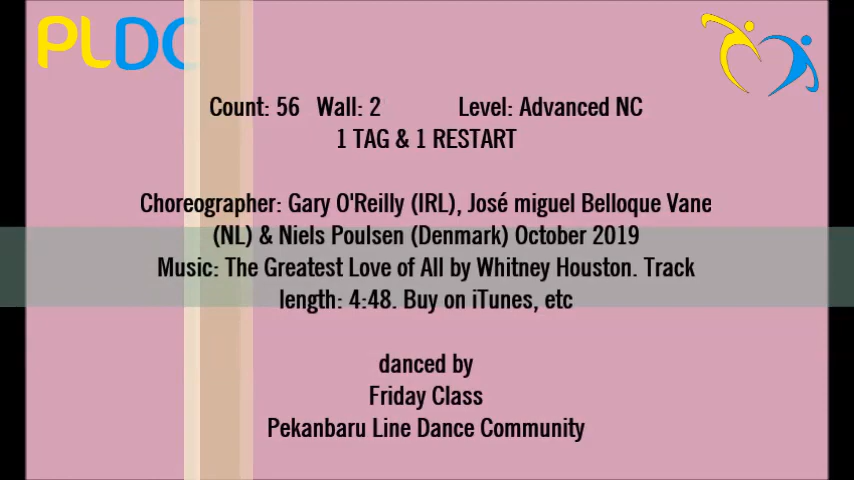 PLDC
Count: 56 Wall: 2 Level: Advanced NC
1 TAG & 1 RESTART
Choreographer: Gary O'Reilly (IRL), José miguel Belloque Vane
(NL) & Niels Poulsen (Denmark) October 2019
Music: The Greatest Love of All by Whitney Houston. Track
length: 4:48. Buy on iTunes, etc
danced by
Friday Class
Pekanbaru Line Dance Community